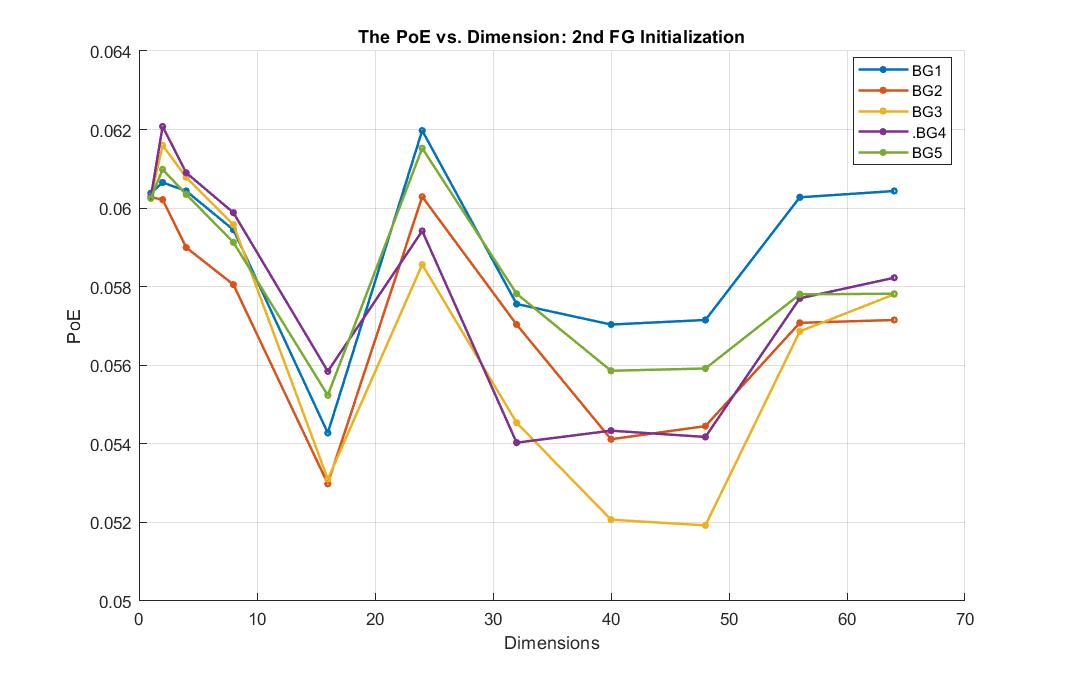 The PoE vs. Dimension: 2nd FG Initialization
BG1
BG2
BG3
.BG4
BG5
0.064
0.062
0.06
0.058
0.056
0.054
0.052
0.05
PoE
0 10 20 30 40 50 60 70
Dimensions